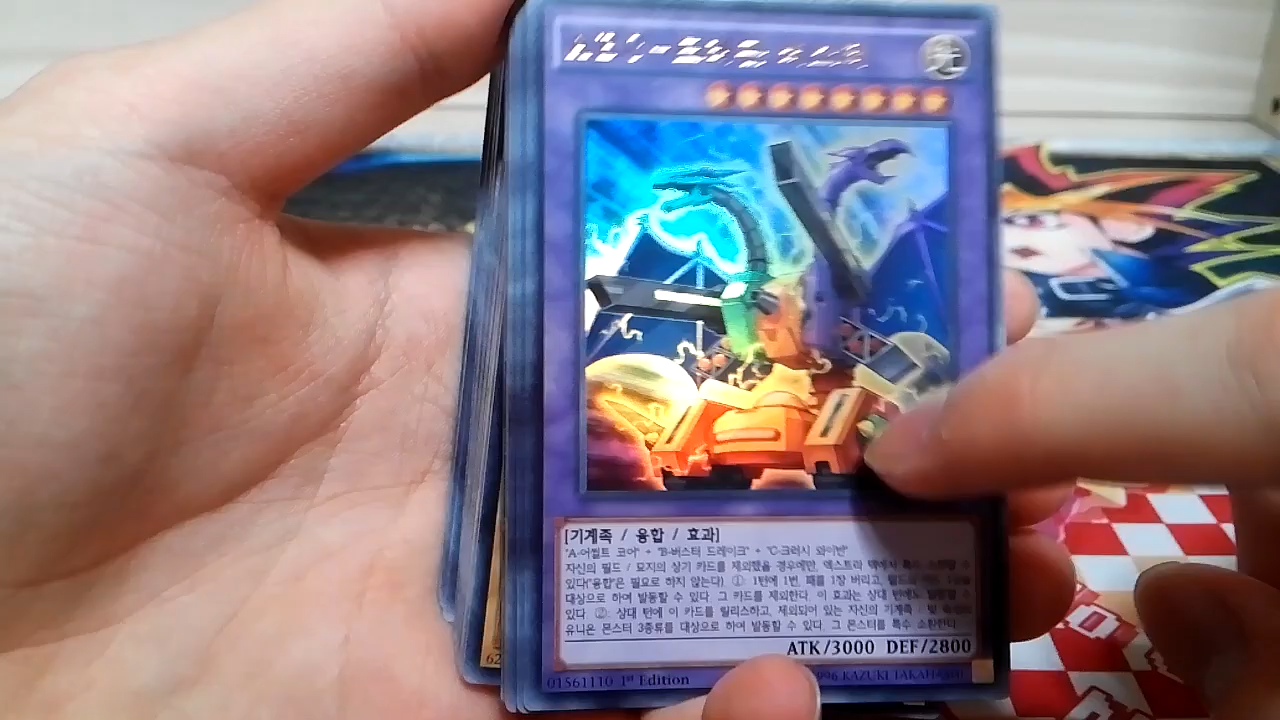 [기계족 / 융합 / 효과]
"A-어썰트 코어" + "B-버스터 드레이크" + "C-크러시 와이번"
자신의 필드 / 묘지의 상기 카드를 제외했을 경우에만, 엑스트라 덱에서 특수 소환할 수
있다("융합"은 필요로 하지 않는다). ①: 1턴에 1번, 패를 1장 버리고, 필드의 카드 1장을
대상으로 하여 발동할 수 있다. 그 카드를 제외한다. 이 효과는 상대 턴에도 발동할 수
있다. ②: 상대 턴에 이 카드를 릴리스하고, 제외되어 있는 자신의 기계족 / 빛 속성의
유니온 몬스터 3종류를 대상으로 하여 발동할 수 있다. 그 몬스터를 특수 소환한다.
ATK/3000 DEF/2800
01561110 1st Edition
1996 KAZUKI TAKAHASHI
62